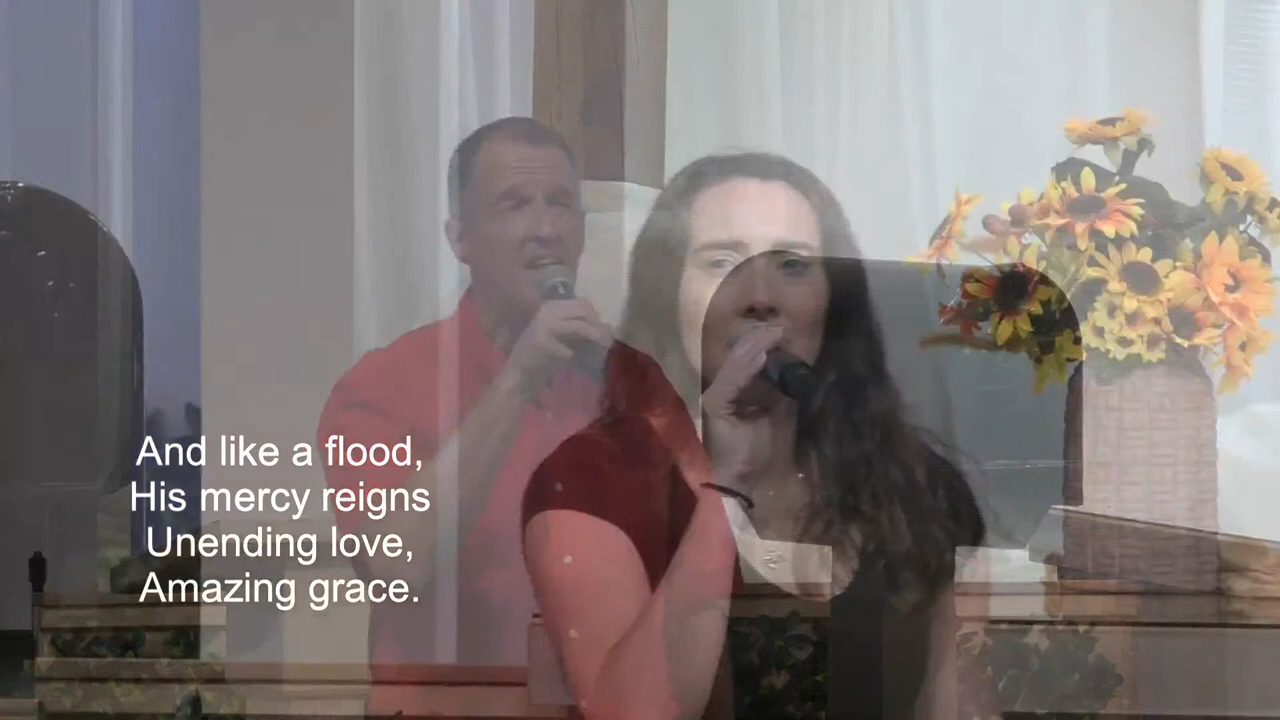 And like a flood,
His mercy reigns
Unending love,
Amazing grace.